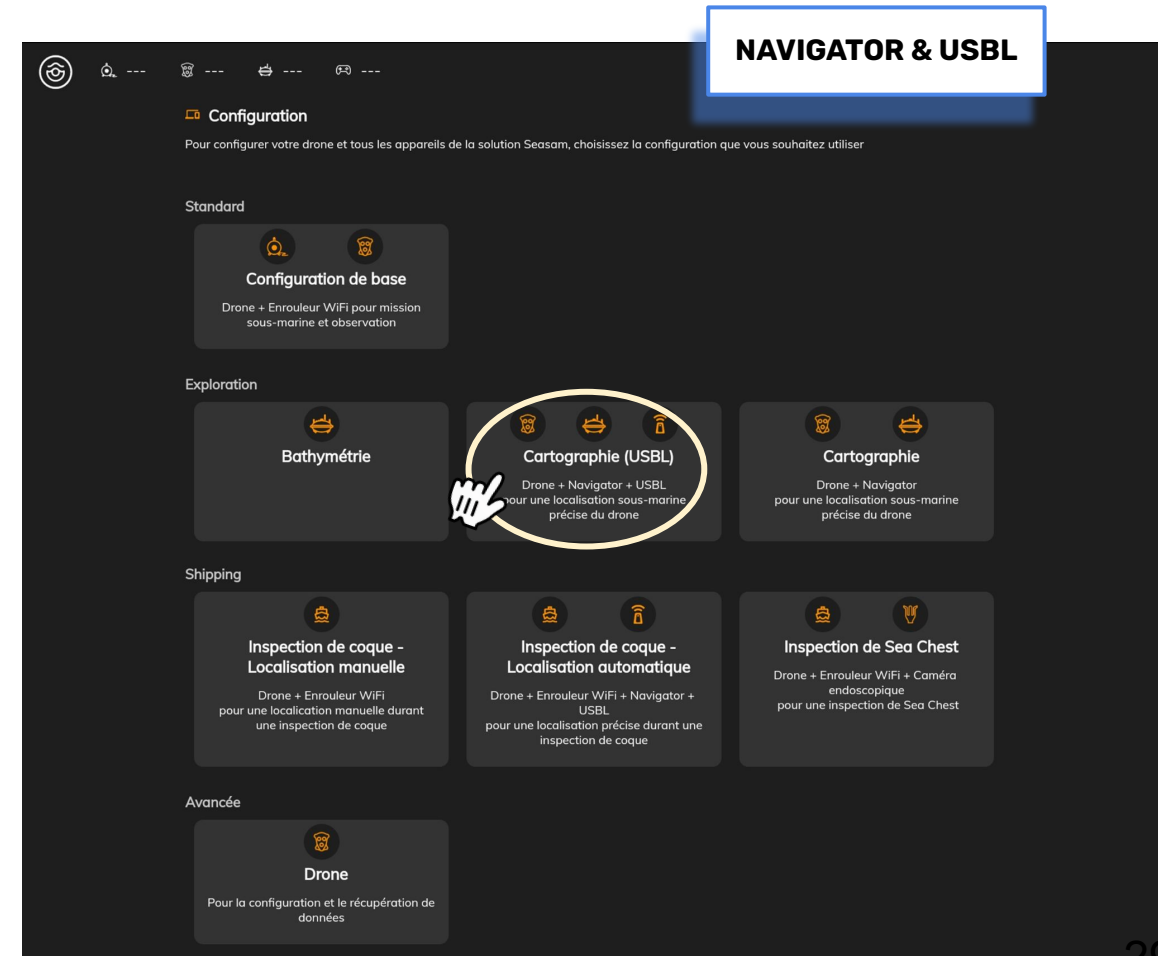 NAVIGATOR & USBL
--- --- --- ---
Configuration
Pour configurer votre drone et tous les appareils de la solution Seasam, choisissez la configuration que vous souhaitez utiliser
Standard
Configuration de base
Drone + Enrouleur WiFi pour mission
sous-marine et observation
Exploration
Bathymétrie
Cartographie (USBL)
Drone + Navigator + USBL
pour une localisation sous-marine
précise du drone
Cartographie
Drone + Navigator
pour une localisation sous-marine
précise du drone
Shipping
Inspection de coque -
Localisation manuelle
Drone + Enrouleur WiFi
pour une localication manuelle durant
une inspection de coque
Inspection de coque -
Localisation automatique
Drone + Enrouleur WiFi + Navigator +
USBL
pour une localisation précise durant une
inspection de coque
Inspection de Sea Chest
Drone + Enrouleur WiFi + Caméra
endoscopique
pour une inspection de Sea Chest
Avancée
Drone
Pour la configuration et le récupération de
données